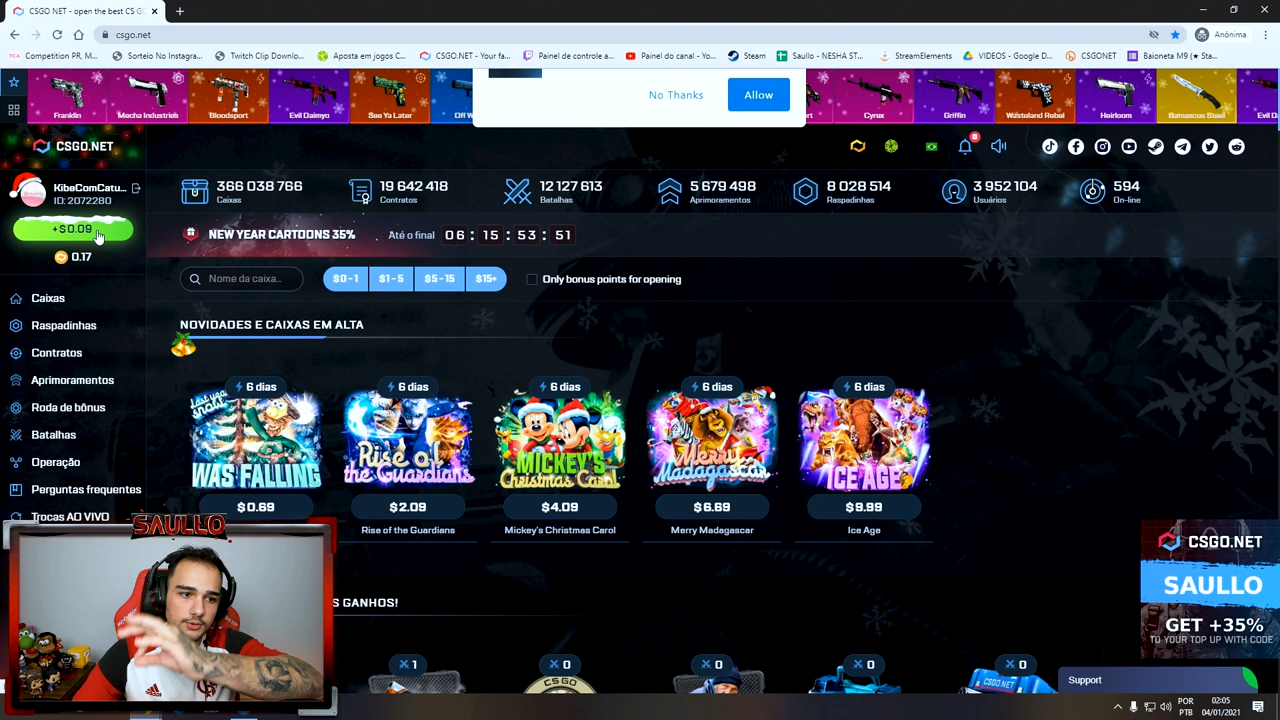 CSGO NET - open the best CS G
csgo.net
Anônima
Competition PR, M...
Sorteio No Instagra...
Twitch Clip Downlo...
Aposta em jogos C...
CSGO.NET - Your fa...
Painel de controle a...
Painel do canal - Yo...
Steam
Saullo - NESHA ST...
StreamElements
VIDEOS - Google D...
CSGONET
Baioneta M9 (★ Sta...
No Thanks
Allow
Franklin
Mecha Industries
Bloodsport
Evil Daimyo
See Ya Later
Off W
Cyrex
Griffin
Wasteland Rebel
Heirloom
Damascus Steel
Evil D
CSGO.NET
0
KibeComCatu...
ID: 2072280
366 038 766
Caixas
19 642 418
Contratos
12 127 613
Batalhas
5 679 498
Aprimoramentos
8 028 514
Raspadinhas
3 952 104
Usuários
594
On-line
+$0.09
0.17
NEW YEAR CARTOONS 35%
Até o final
06 : 15 : 53 : 51
Nome da caixa...
$0 - 1
$1 - 5
$5 - 15
$15+
Only bonus points for opening
Caixas
Raspadinhas
Contratos
Aprimoramentos
Roda de bônus
Batalhas
Operação
Perguntas frequentes
Trocas AO VIVO
NOVIDADES E CAIXAS EM ALTA
6 dias
6 dias
6 dias
6 dias
6 dias
Last year snow
WAS FALLING
Rise of the Guardians
MICKEY'S Christmas Carol
Merry Madagascar
ICE AGE
$0.69
$2.09
$4.09
$6.69
$9.99
Rise of the Guardians
Mickey's Christmas Carol
Merry Madagascar
Ice Age
SAULLO
S GANHOS!
1
0
0
0
0
CS GO
CSGO.NET
CSGO.NET
SAULLO
GET +35%
TO YOUR TOP UP WITH CODE
Support
adidas
POR
PTB
02:05
04/01/2021